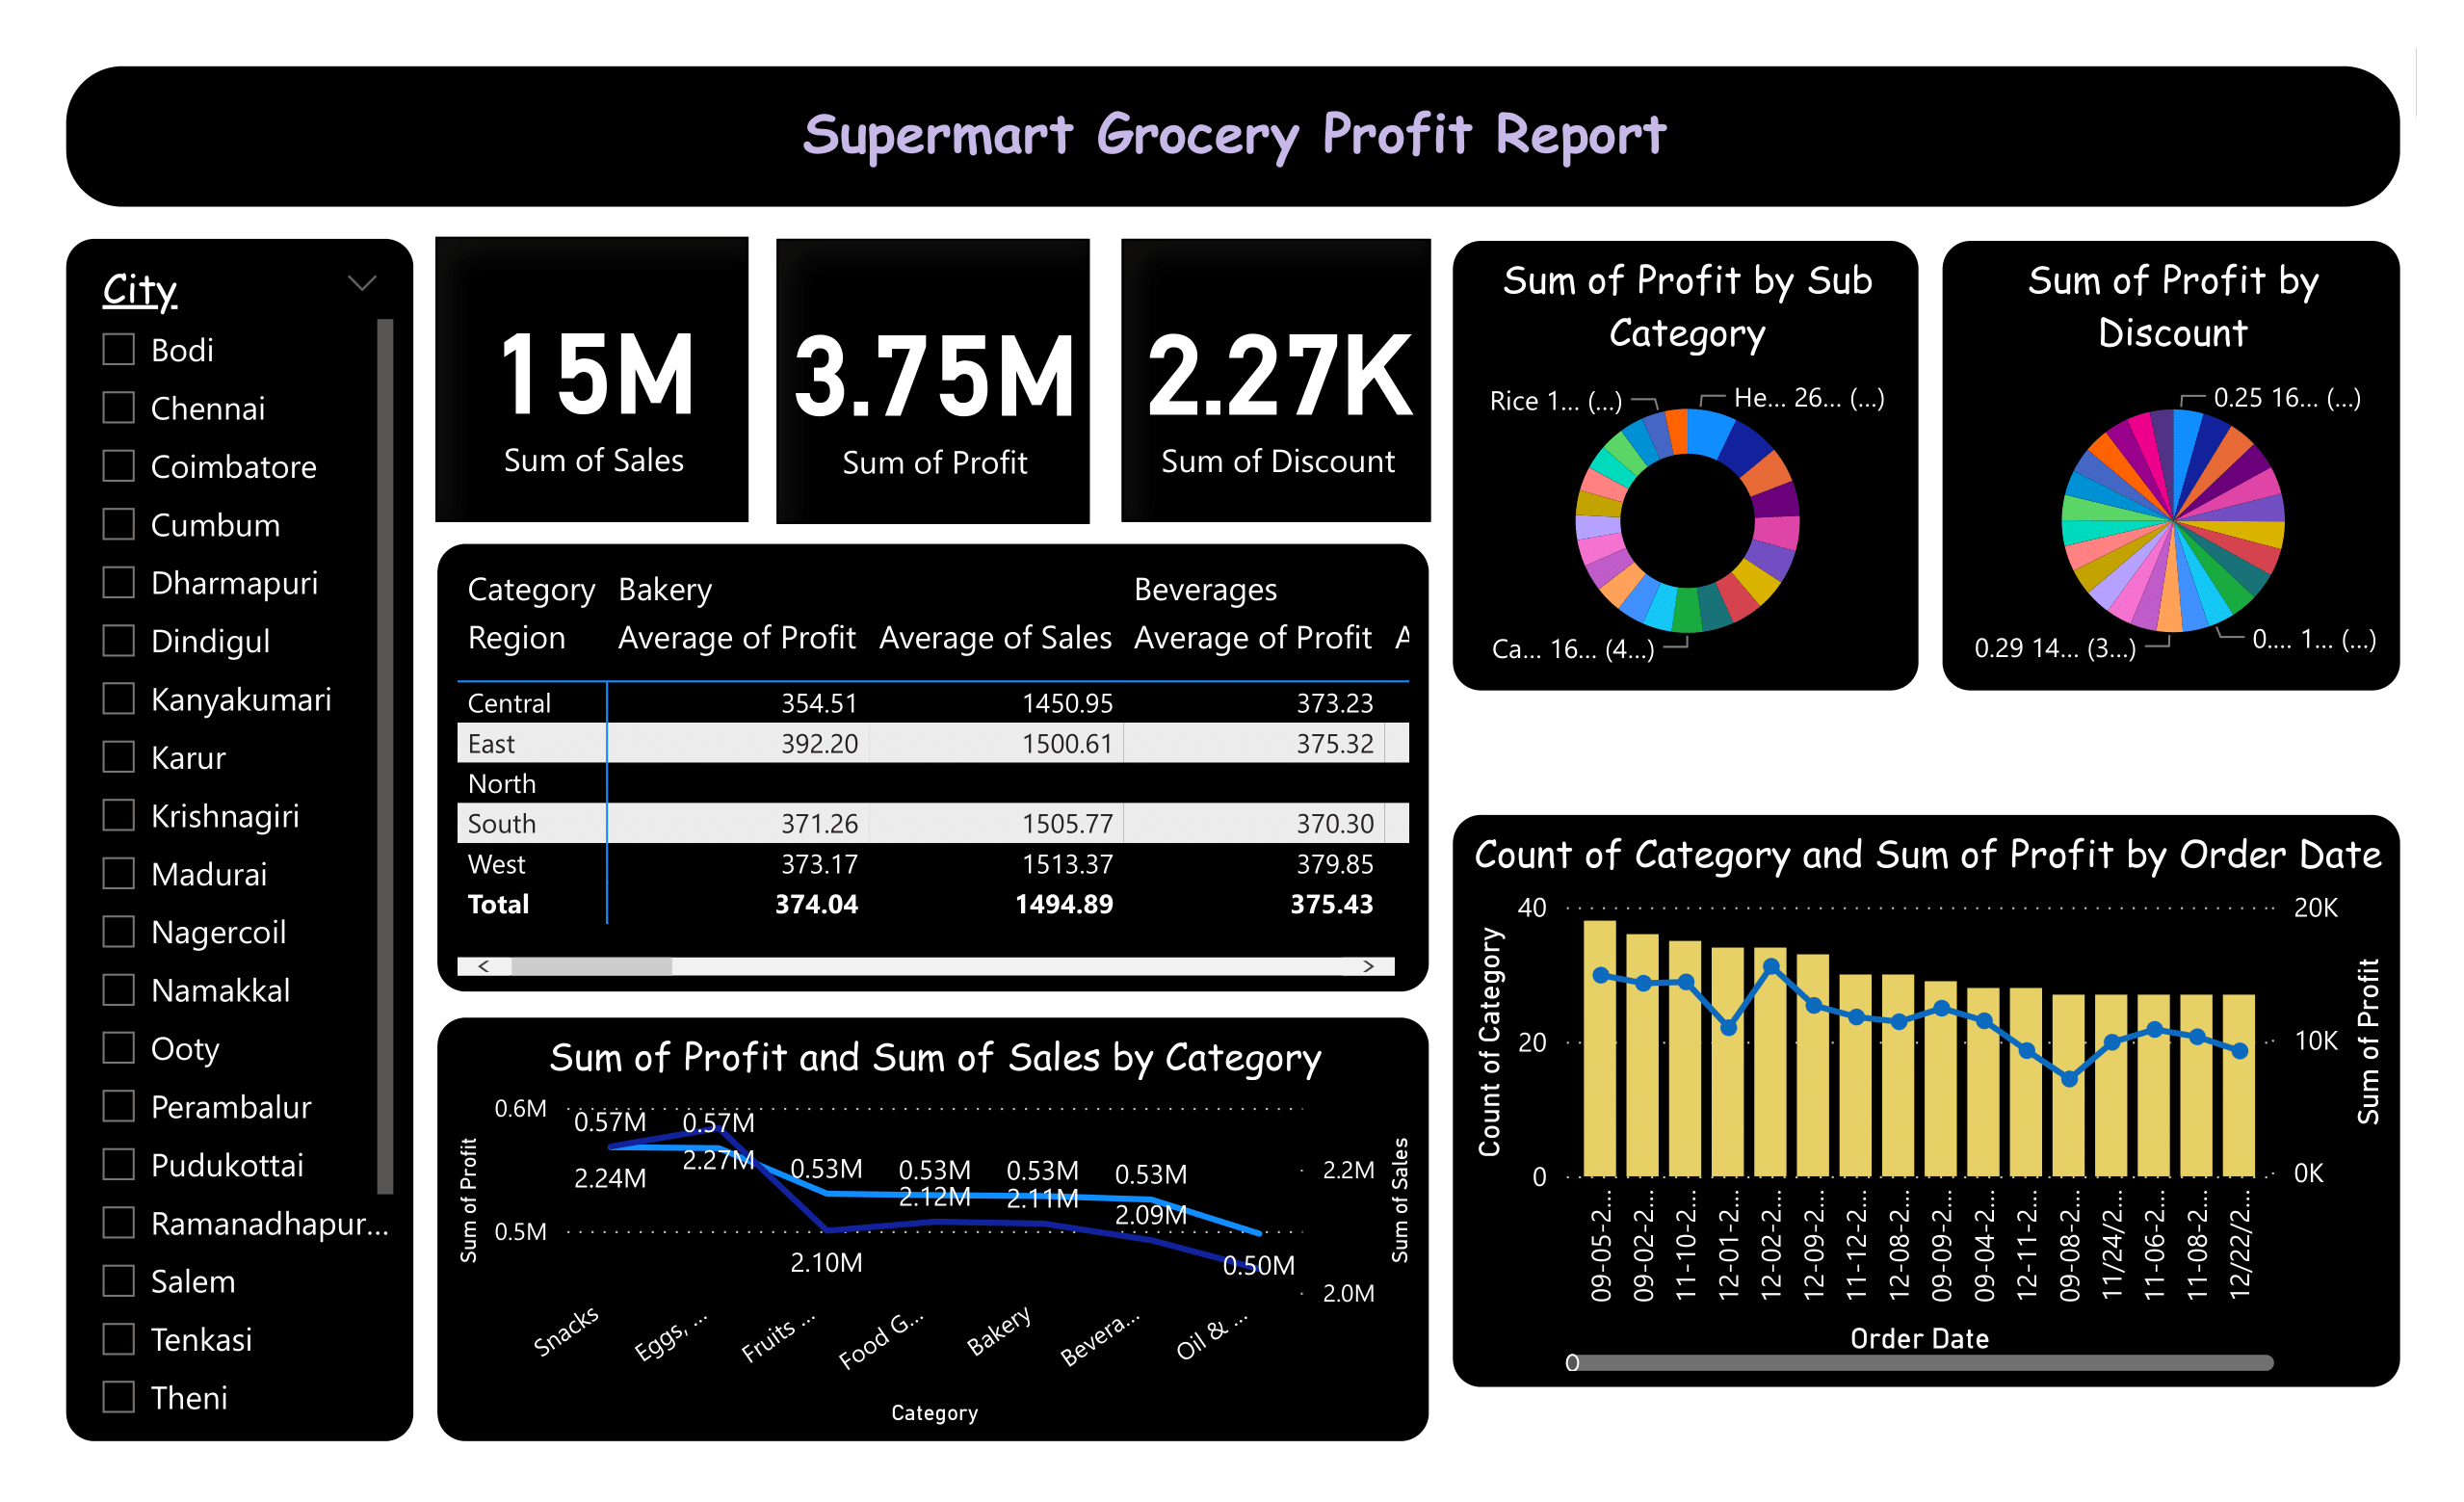 Supermart Grocery Profit Report
City
Bodi
Chennai
Coimbatore
Cumbum
Dharmapuri
Dindigul
Kanyakumari
Karur
Krishnagiri
Madurai
Nagercoil
Namakkal
Ooty
Perambalur
Pudukottai
Ramanadhapur...
Salem
Tenkasi
Theni
15M
Sum of Sales
3.75M
Sum of Profit
2.27K
Sum of Discount
Category Bakery Beverages
Region Average of Profit Average of Sales Average of Profit A
Central 354.51 1450.95 373.23
East 392.20 1500.61 375.32
North
South 371.26 1505.77 370.30
West 373.17 1513.37 379.85
Total 374.04 1494.89 375.43
Sum of Profit and Sum of Sales by Category
Sum of Profit
0.6M
0.5M
0.57M 0.57M 0.53M 0.53M 0.53M 0.53M 0.50M
2.24M 2.27M 2.10M 2.12M 2.11M 2.09M
2.2M
2.0M
Sum of Sales
Snacks Eggs, ... Fruits ... Food G... Bakery Bevera... Oil & ...
Category
Sum of Profit by Sub
Category
Rice 1... (...) He... 26... (...)
Ca... 16... (4...)
Sum of Profit by
Discount
0.25 16... (...)
0.29 14... (3...) 0.... 1... (...)
Count of Category and Sum of Profit by Order Date
Count of Category
40
20
0
20K
10K
0K
Sum of Profit
09-05-2... 09-02-2... 11-10-2... 12-01-2... 12-02-2... 12-09-2... 11-12-2... 12-08-2... 09-09-2... 09-04-2... 12-11-2... 09-08-2... 11/24/2... 11-06-2... 11-08-2... 12/22/2...
Order Date
0